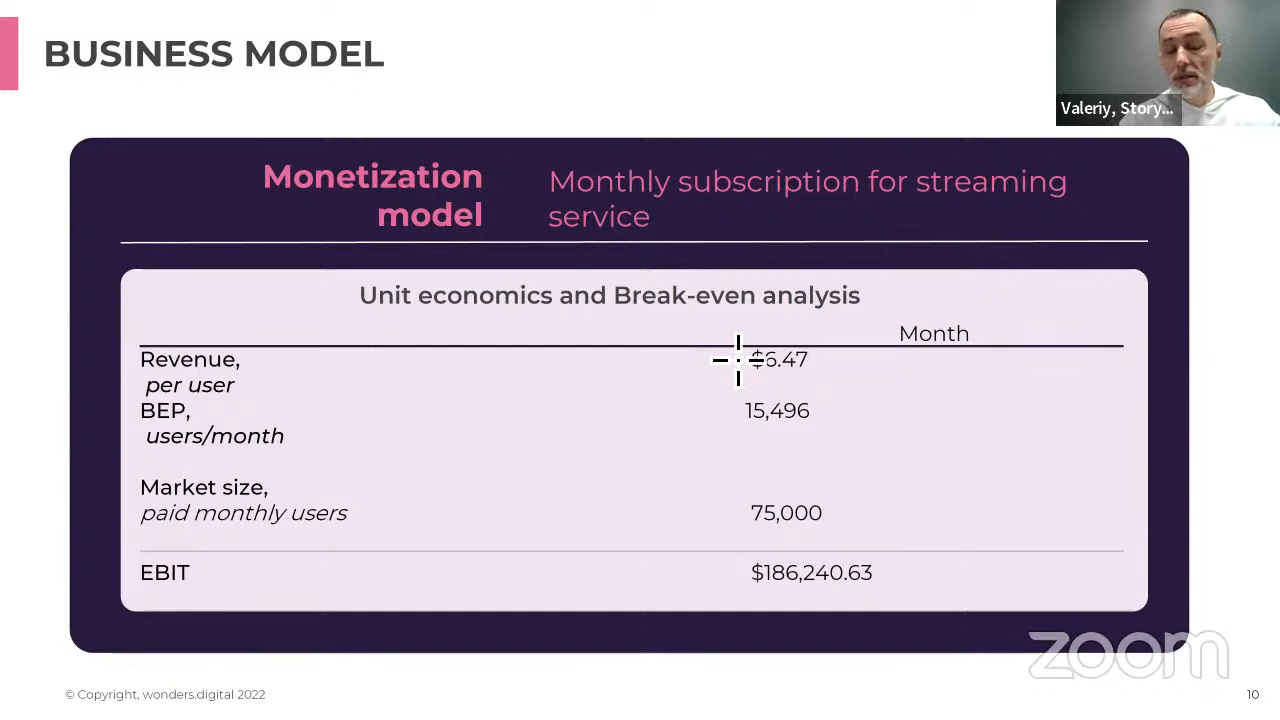 BUSINESS MODEL
Valeriy, Story...
Monetization
model
Monthly subscription for streaming
service
Unit economics and Break-even analysis
Month
Revenue,
per user
$6.47
BEP,
users/month
15,496
Market size,
paid monthly users
75,000
EBIT
$186,240.63
zoom
© Copyright, wonders.digital 2022
10